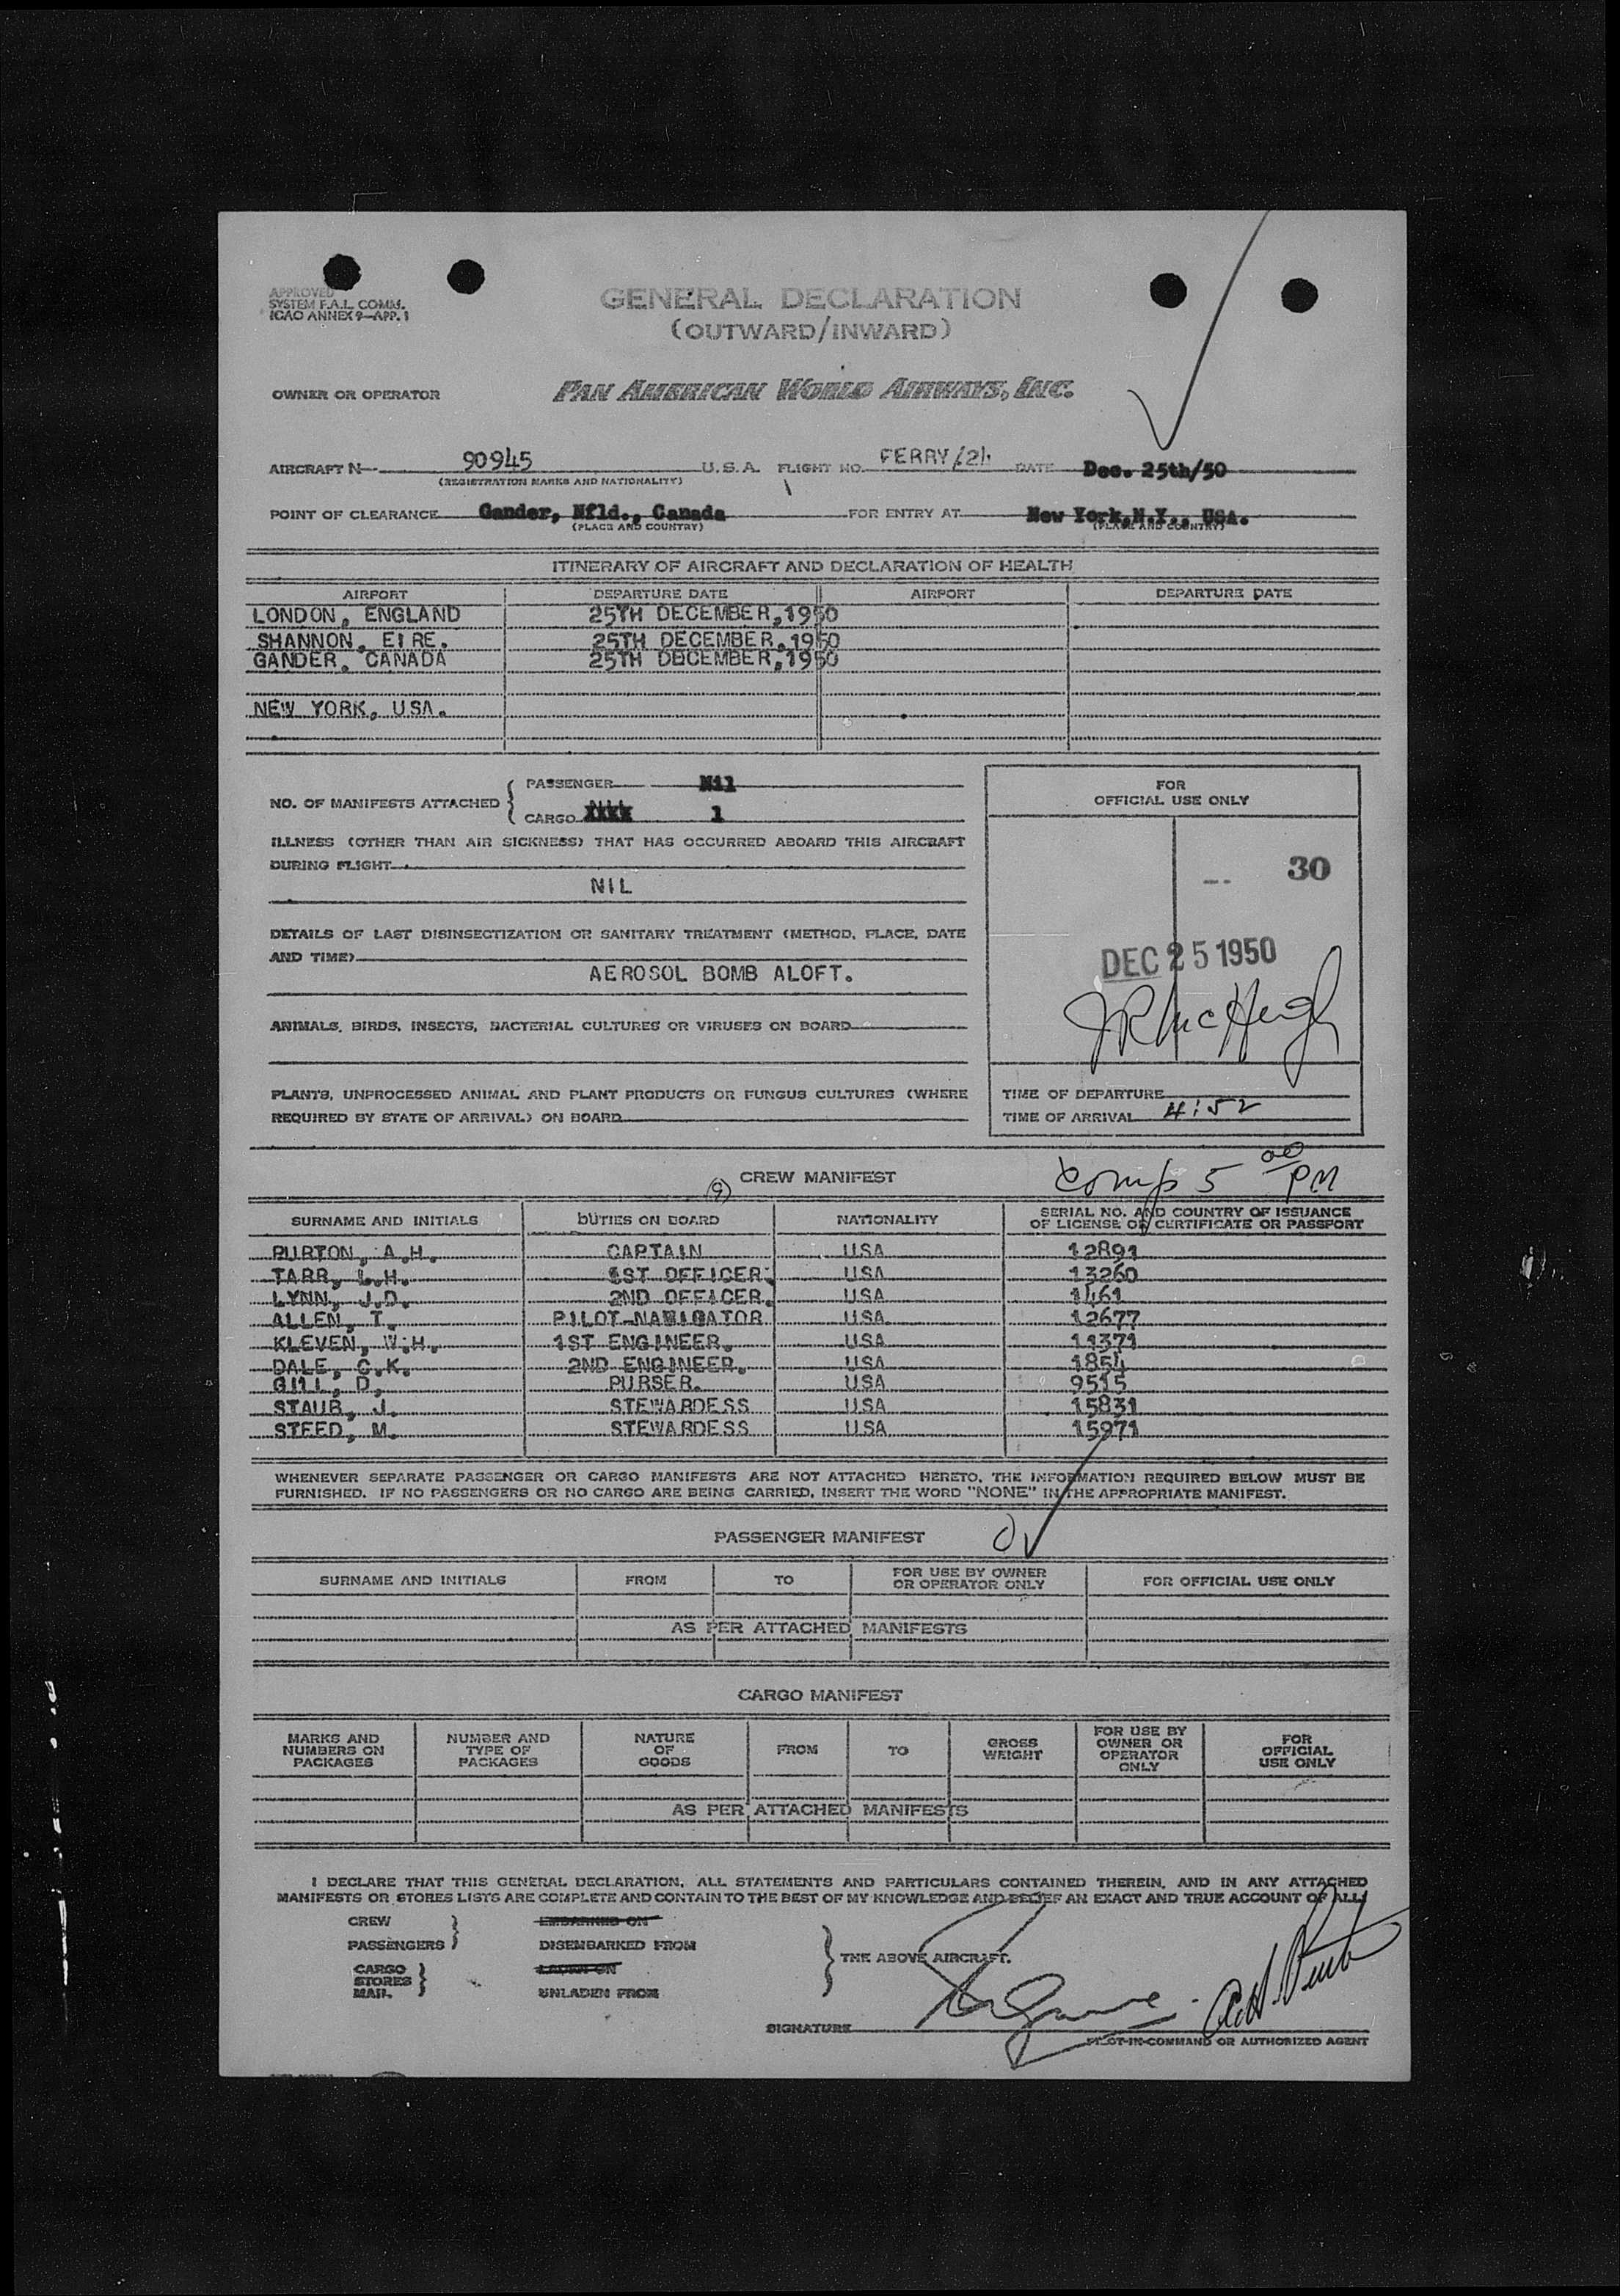 APPROVED
SYSTEM F.A.L. COMM.
ICAO ANNEX 9—APP. 1
GENERAL DECLARATION
(OUTWARD/INWARD)
OWNER OR OPERATOR PAN AMERICAN WORLD AIRWAYS, INC.
AIRCRAFT N- 90945 U.S.A. FLIGHT NO. FERRY/21 DATE Dec. 25th/50
(REGISTRATION MARKS AND NATIONALITY)
POINT OF CLEARANCE Gander, Nfld., Canada FOR ENTRY AT New York, N.Y., USA.
(PLACE AND COUNTRY) (PLACE AND COUNTRY)
ITINERARY OF AIRCRAFT AND DECLARATION OF HEALTH
AIRPORT DEPARTURE DATE AIRPORT DEPARTURE DATE
LONDON, ENGLAND 25TH DECEMBER,1950
SHANNON, EIRE. 25TH DECEMBER,1950
GANDER, CANADA 25TH DECEMBER,1950
NEW YORK, USA.
NO. OF MANIFESTS ATTACHED { PASSENGER Nil
CARGO 1
FOR
OFFICIAL USE ONLY
ILLNESS (OTHER THAN AIR SICKNESS) THAT HAS OCCURRED ABOARD THIS AIRCRAFT
DURING FLIGHT
NIL
30
DETAILS OF LAST DISINSECTIZATION OR SANITARY TREATMENT (METHOD, PLACE, DATE
AND TIME)
AEROSOL BOMB ALOFT.
DEC 25 1950
JR McHugh
ANIMALS, BIRDS, INSECTS, BACTERIAL CULTURES OR VIRUSES ON BOARD
PLANTS, UNPROCESSED ANIMAL AND PLANT PRODUCTS OR FUNGUS CULTURES (WHERE
REQUIRED BY STATE OF ARRIVAL) ON BOARD
TIME OF DEPARTURE
TIME OF ARRIVAL 4:52
CREW MANIFEST
(9)
Comp 5 00 PM
SURNAME AND INITIALS DUTIES ON BOARD NATIONALITY SERIAL NO. AND COUNTRY OF ISSUANCE
OF LICENSE OR CERTIFICATE OR PASSPORT
PURTON, A.H. CAPTAIN USA 12891
TARR, L.H. 1ST OFFICER. USA 13260
LYNN, J.D. 2ND OFFICER. USA 1461
ALLEN, T. PILOT-NAVIGATOR USA 12677
KLEVEN, W.H. 1ST ENGINEER. USA 11371
DALE, C.K. 2ND ENGINEER. USA 1854
GILL, D. PURSER. USA 9515
STAUB, J. STEWARDESS USA 15831
STEED, M. STEWARDESS USA 15971
WHENEVER SEPARATE PASSENGER OR CARGO MANIFESTS ARE NOT ATTACHED HERETO, THE INFORMATION REQUIRED BELOW MUST BE
FURNISHED. IF NO PASSENGERS OR NO CARGO ARE BEING CARRIED, INSERT THE WORD "NONE" IN THE APPROPRIATE MANIFEST.
PASSENGER MANIFEST
SURNAME AND INITIALS FROM TO FOR USE BY OWNER
OR OPERATOR ONLY FOR OFFICIAL USE ONLY
AS PER ATTACHED MANIFESTS
CARGO MANIFEST
MARKS AND
NUMBERS ON
PACKAGES
NUMBER AND
TYPE OF
PACKAGES
NATURE
OF
GOODS
FROM
TO
GROSS
WEIGHT
FOR USE BY
OWNER OR
OPERATOR
ONLY
FOR
OFFICIAL
USE ONLY
AS PER ATTACHED MANIFESTS
I DECLARE THAT THIS GENERAL DECLARATION, ALL STATEMENTS AND PARTICULARS CONTAINED THEREIN, AND IN ANY ATTACHED
MANIFESTS OR STORES LISTS ARE COMPLETE AND CONTAIN TO THE BEST OF MY KNOWLEDGE AND BELIEF AN EXACT AND TRUE ACCOUNT OF ALL
CREW
PASSENGERS }
EMBARKED ON
DISEMBARKED FROM
CARGO
STORES
MAIL }
LADEN ON
UNLADEN FROM
} THE ABOVE AIRCRAFT.
SIGNATURE A.H. Purton
PILOT-IN-COMMAND OR AUTHORIZED AGENT